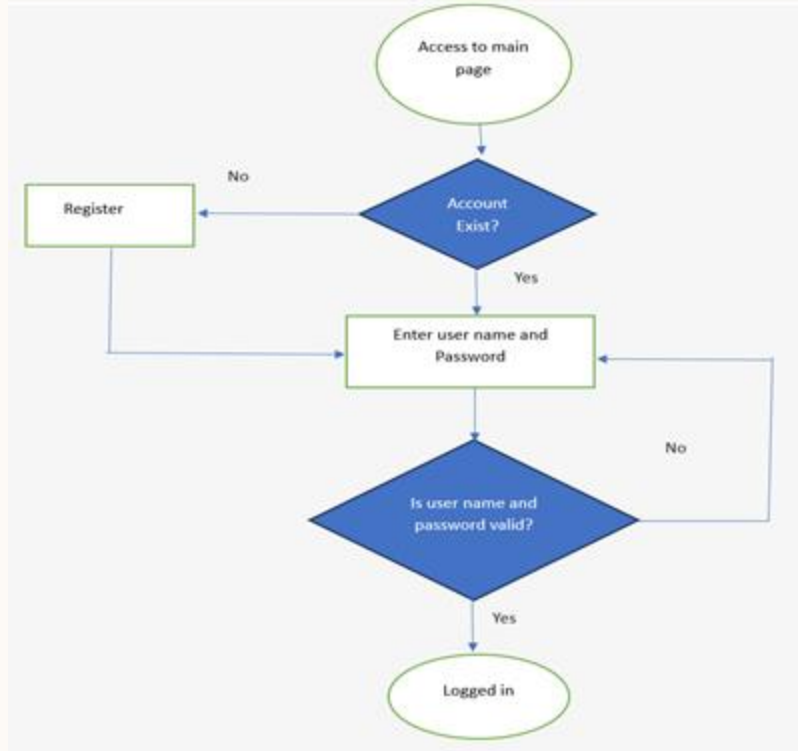 Access to main
page
No
Account
Exist?
Register
Yes
Enter user name and
Password
No
Is user name and
password valid?
Yes
Logged in